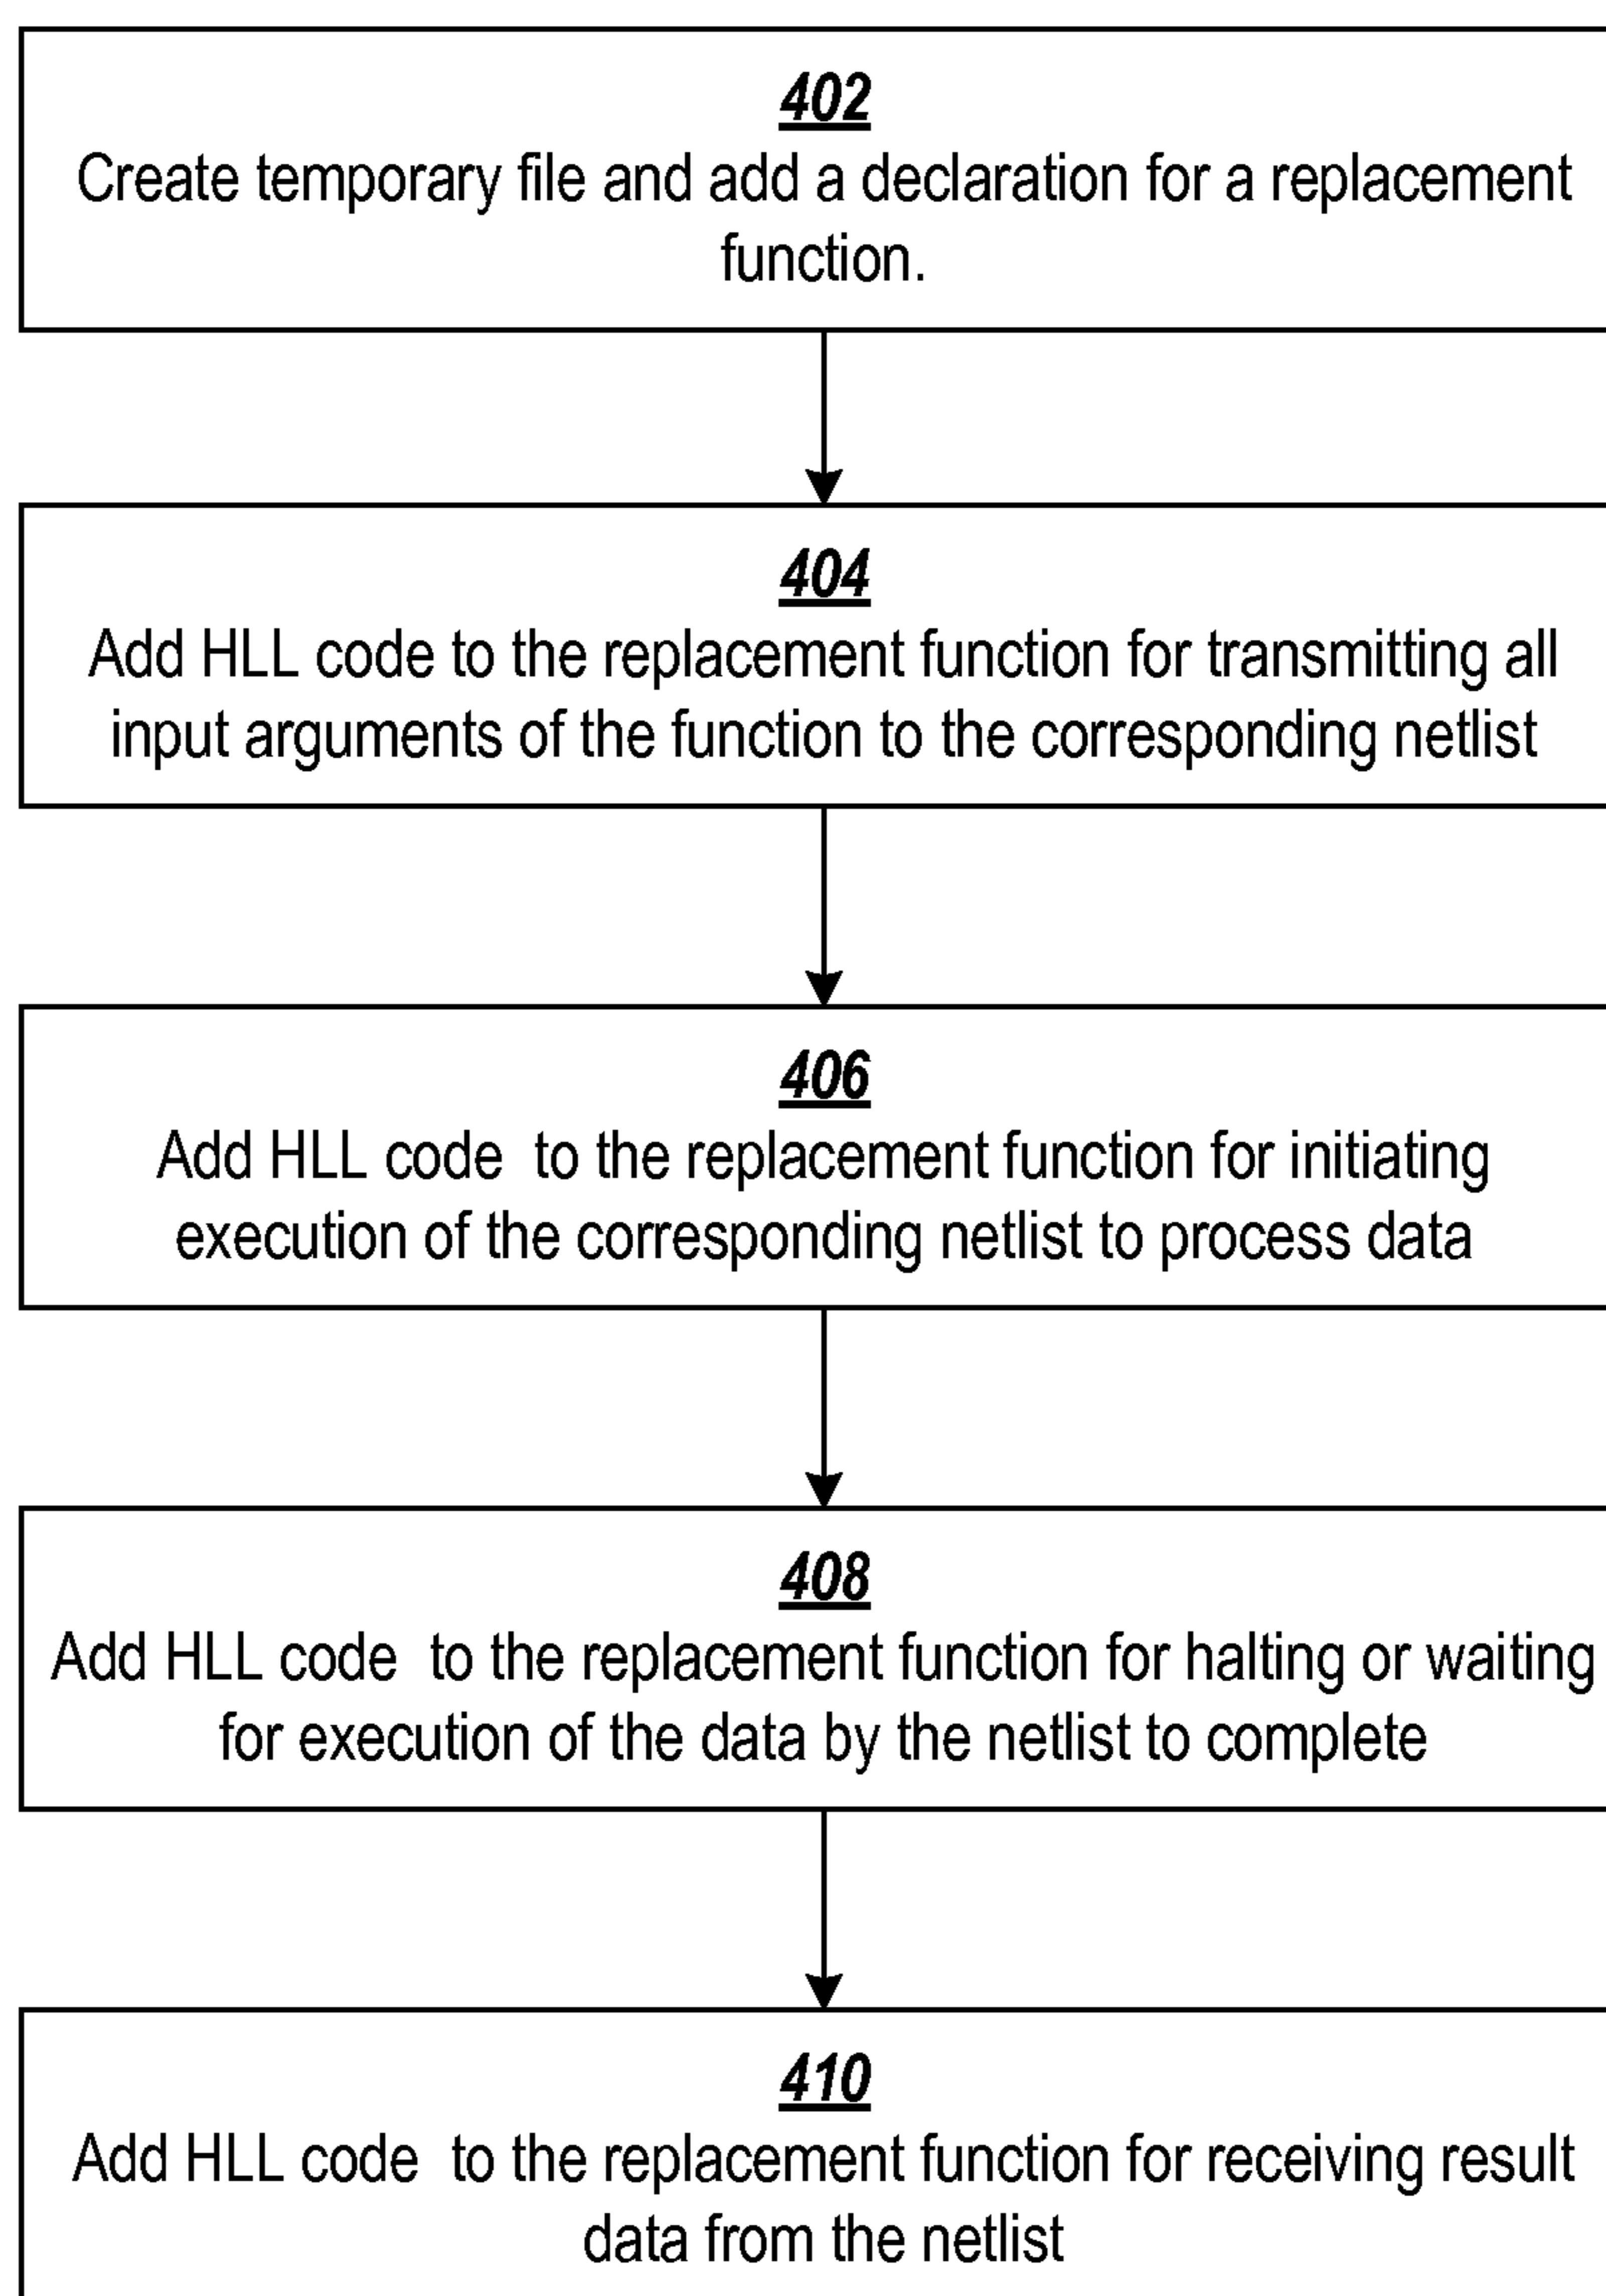 402
Create temporary file and add a declaration for a replacement
function.
404
Add HLL code to the replacement function for transmitting all
input arguments of the function to the corresponding netlist
406
Add HLL code to the replacement function for initiating
execution of the corresponding netlist to process data
408
Add HLL code to the replacement function for halting or waiting
for execution of the data by the netlist to complete
410
Add HLL code to the replacement function for receiving result
data from the netlist